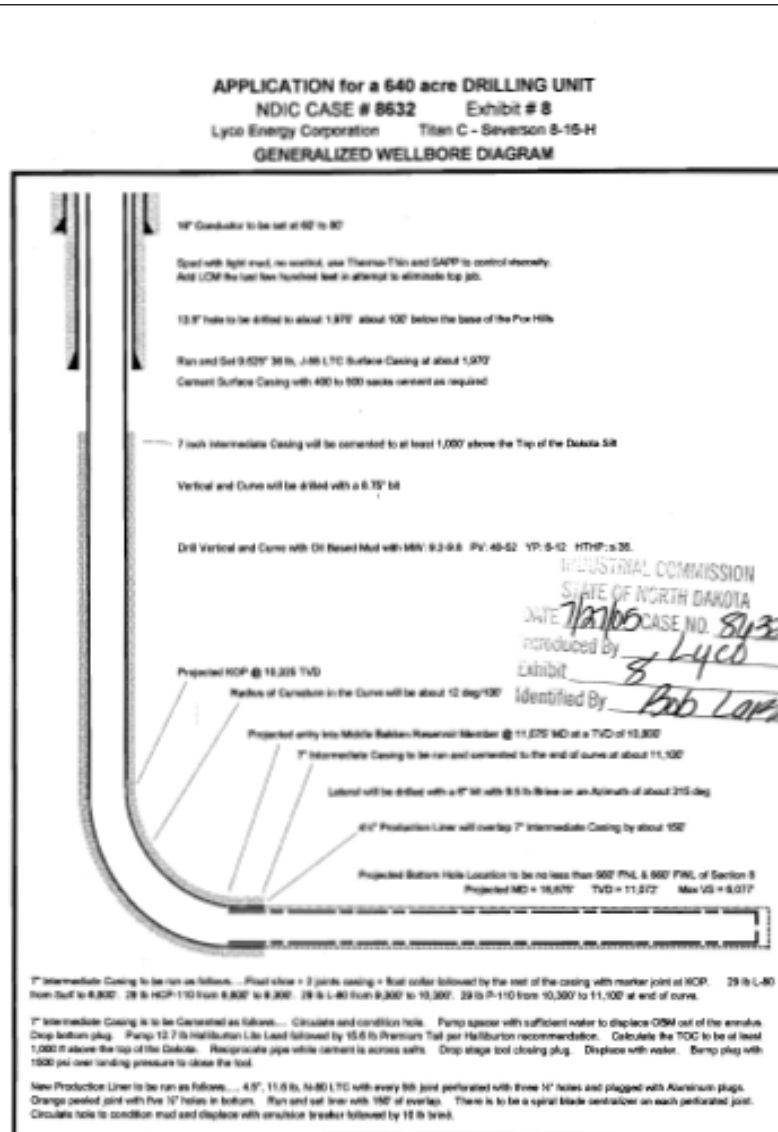 APPLICATION for a 640 acre DRILLING UNIT
NDIC CASE # 8632 Exhibit # 8
Lyco Energy Corporation Titan C - Severson 8-16-H
GENERALIZED WELLBORE DIAGRAM
16" Conductor to be set at 60' to 80'
Spud with light mud, no control, use Therma-Thin and SAPP to control viscosity.
Add LCM the last few hundred feet in attempt to eliminate top job.
13.5" hole to be drilled to about 1,970' about 100' below the base of the Fox Hills
Run and Set 9.625" 36 lb, J-55 LTC Surface Casing at about 1,970'
Cement Surface Casing with 400 to 500 sacks cement as required
7 inch Intermediate Casing will be cemented to at least 1,000' above the Top of the Dakota Silt
Vertical and Curve will be drilled with a 8.75" bit
Drill Vertical and Curve with Oil Based Mud with MW: 9.2-9.8 PV: 48-52 YP: 8-12 HTHP:
INDUSTRIAL COMMISSION
STATE OF NORTH DAKOTA
DATE 7/27/05 CASE NO.
Introduced By Lyco
Exhibit 8
Identified By Bob
Projected KOP @ TVD
Radius of Curvature in the Curve will be about 12 deg/100'
Projected entry into Middle Bakken Reservoir Member @ 11,075' MD at a TVD of
7" Intermediate Casing to be run and cemented to the end of curve at about 11,100'
Lateral will be drilled with a 6" bit with 9.5 lb Brine on an Azimuth of about 315 deg
4½" Production Liner will overlap 7" Intermediate Casing by about 150'
Projected Bottom Hole Location to be no less than 660' FNL & 660' FWL of Section
Projected MD = TVD = 11,072' Max VS = 6,077'
7" Intermediate Casing to be run as follows.... Float shoe + 2 joints casing + float collar followed by the rest of the casing with marker joint at KOP. 29 lb L-80
from Surf to 6,800'. 29 lb HCP-110 from 6,800' to 9,300'. 29 lb L-80 from 9,300' to 10,300'. 29 lb P-110 from 10,300' to 11,100' at end of curve.
7" Intermediate Casing is to be Cemented as follows.... Circulate and condition hole. Pump spacer with sufficient water to displace OBM out of the annulus
Drop bottom plug. Pump 12.7 lb Halliburton Lite Lead followed by 15.6 lb Premium Tail per Halliburton recommendation. Calculate the TOC to be at least
1,000 ft above the top of the Dakota. Reciprocate pipe while cement is across salts. Drop stage tool closing plug. Displace with water. Bump plug with
1500 psi over landing pressure to close the tool.
New Production Liner to be run as follows.... 4.5", 11.6 lb, N-80 LTC with every 5th joint perforated with three ½" holes and plugged with Aluminum plugs.
Orange peeled joint with five ½" holes in bottom. Run and set liner with 150' of overlap. There is to be a spiral blade centralizer on each perforated joint.
Circulate hole to condition mud and displace with emulsion breaker followed by 10 lb brine.